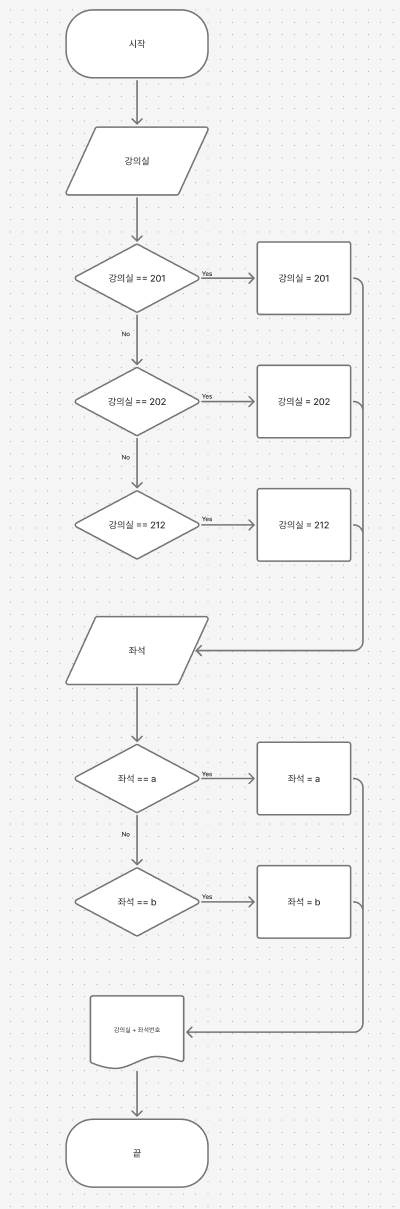 시작
강의실
강의실 == 201
Yes
강의실 = 201
No
강의실 == 202
Yes
강의실 = 202
No
강의실 == 212
Yes
강의실 = 212
좌석
좌석 == a
Yes
좌석 = a
No
좌석 == b
Yes
좌석 = b
강의실 + 좌석번호
끝